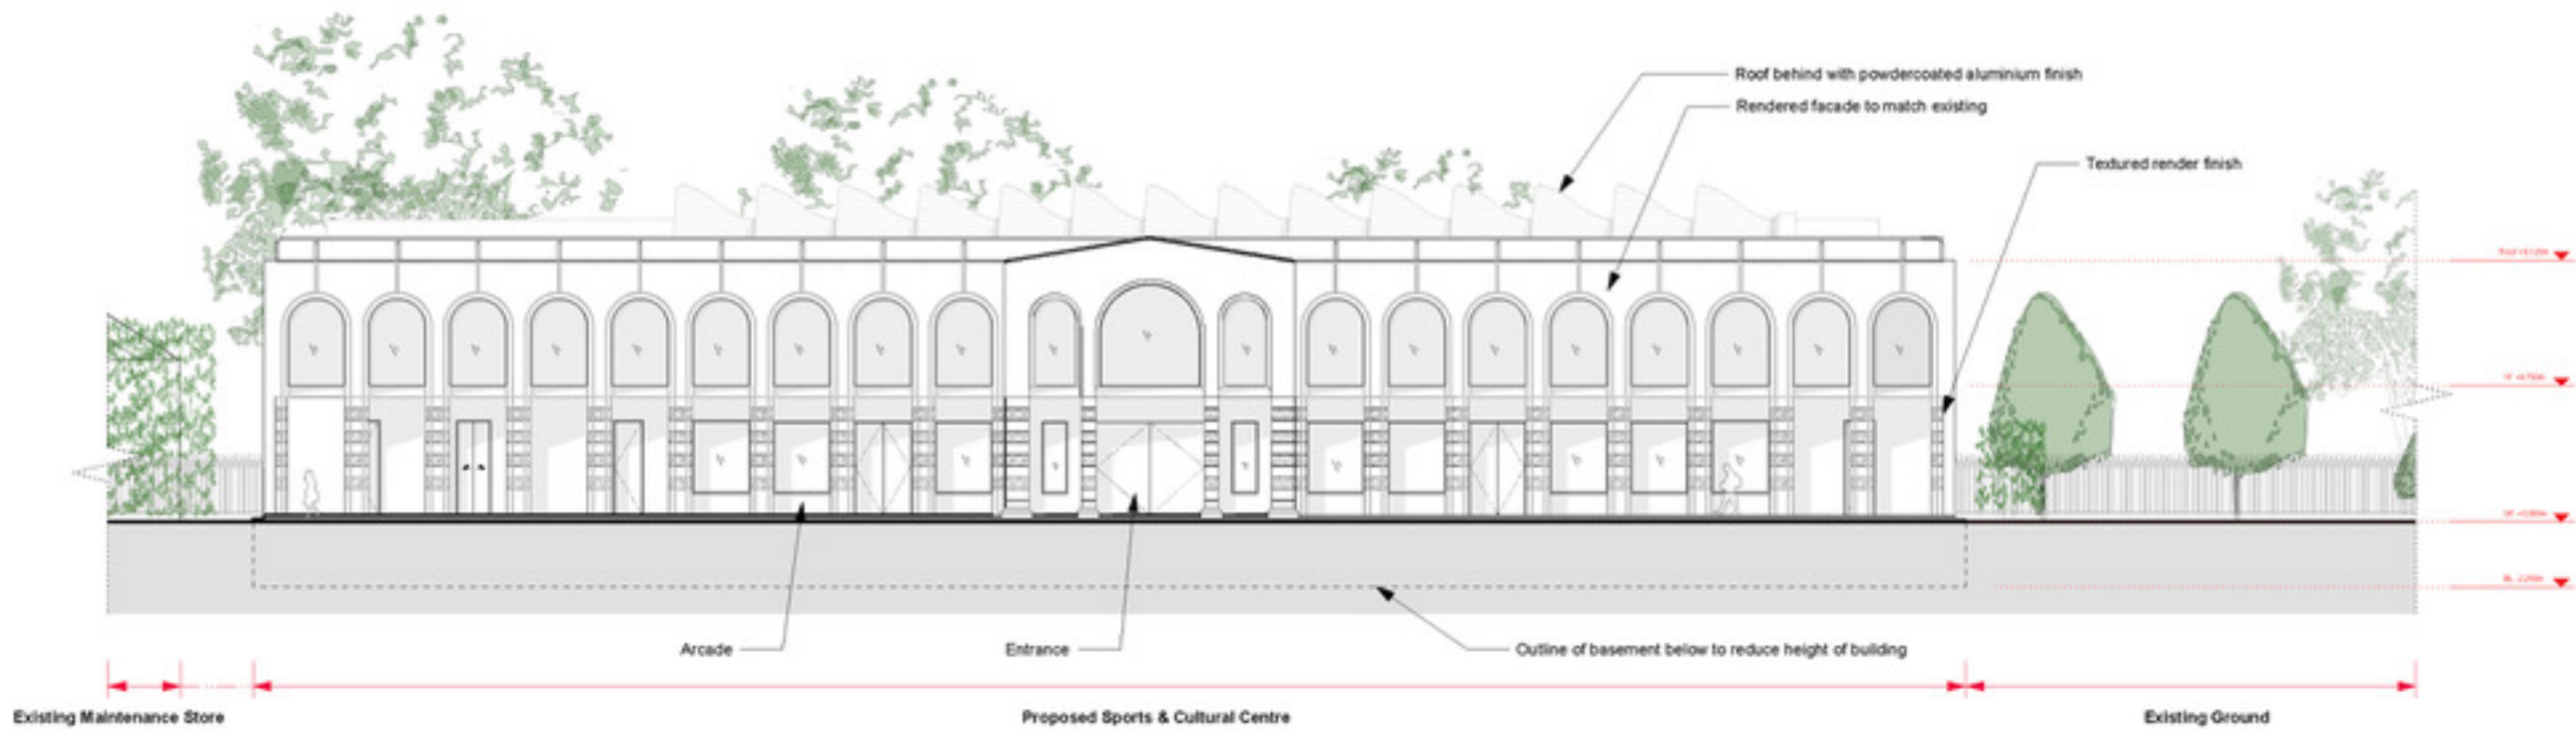 Roof behind with powdercoated aluminium finish
Rendered facade to match existing
Textured render finish
Arcade
Entrance
Outline of basement below to reduce height of building
Existing Maintenance Store
Proposed Sports & Cultural Centre
Existing Ground